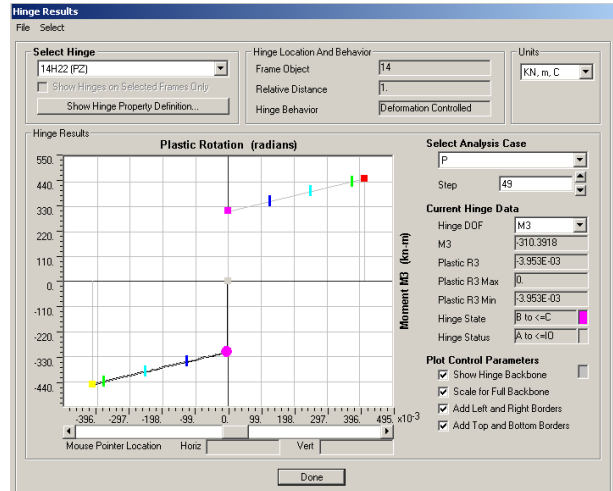 Hinge Results
File Select
Select Hinge
14H22 (PZ)
Show Hinges on Selected Frames Only
Show Hinge Property Definition...
Hinge Location And Behavior
Frame Object 14
Relative Distance 1.
Hinge Behavior Deformation Controlled
Units
KN, m, C
Hinge Results
Plastic Rotation (radians)
550.
440.
330.
220.
110.
0.
-110.
-220.
-330.
-440.
Moment M3 (kn-m)
-396. -297. -198. -99. 0. 99. 198. 297. 396. 495. x10-3
Mouse Pointer Location Horiz Vert
Select Analysis Case
P
Step 49
Current Hinge Data
Hinge DOF M3
M3 -310.3918
Plastic R3 -3.953E-03
Plastic R3 Max 0.
Plastic R3 Min -3.953E-03
Hinge State B to <=C
Hinge Status A to <=IO
Plot Control Parameters
Show Hinge Backbone
Scale for Full Backbone
Add Left and Right Borders
Add Top and Bottom Borders
Done